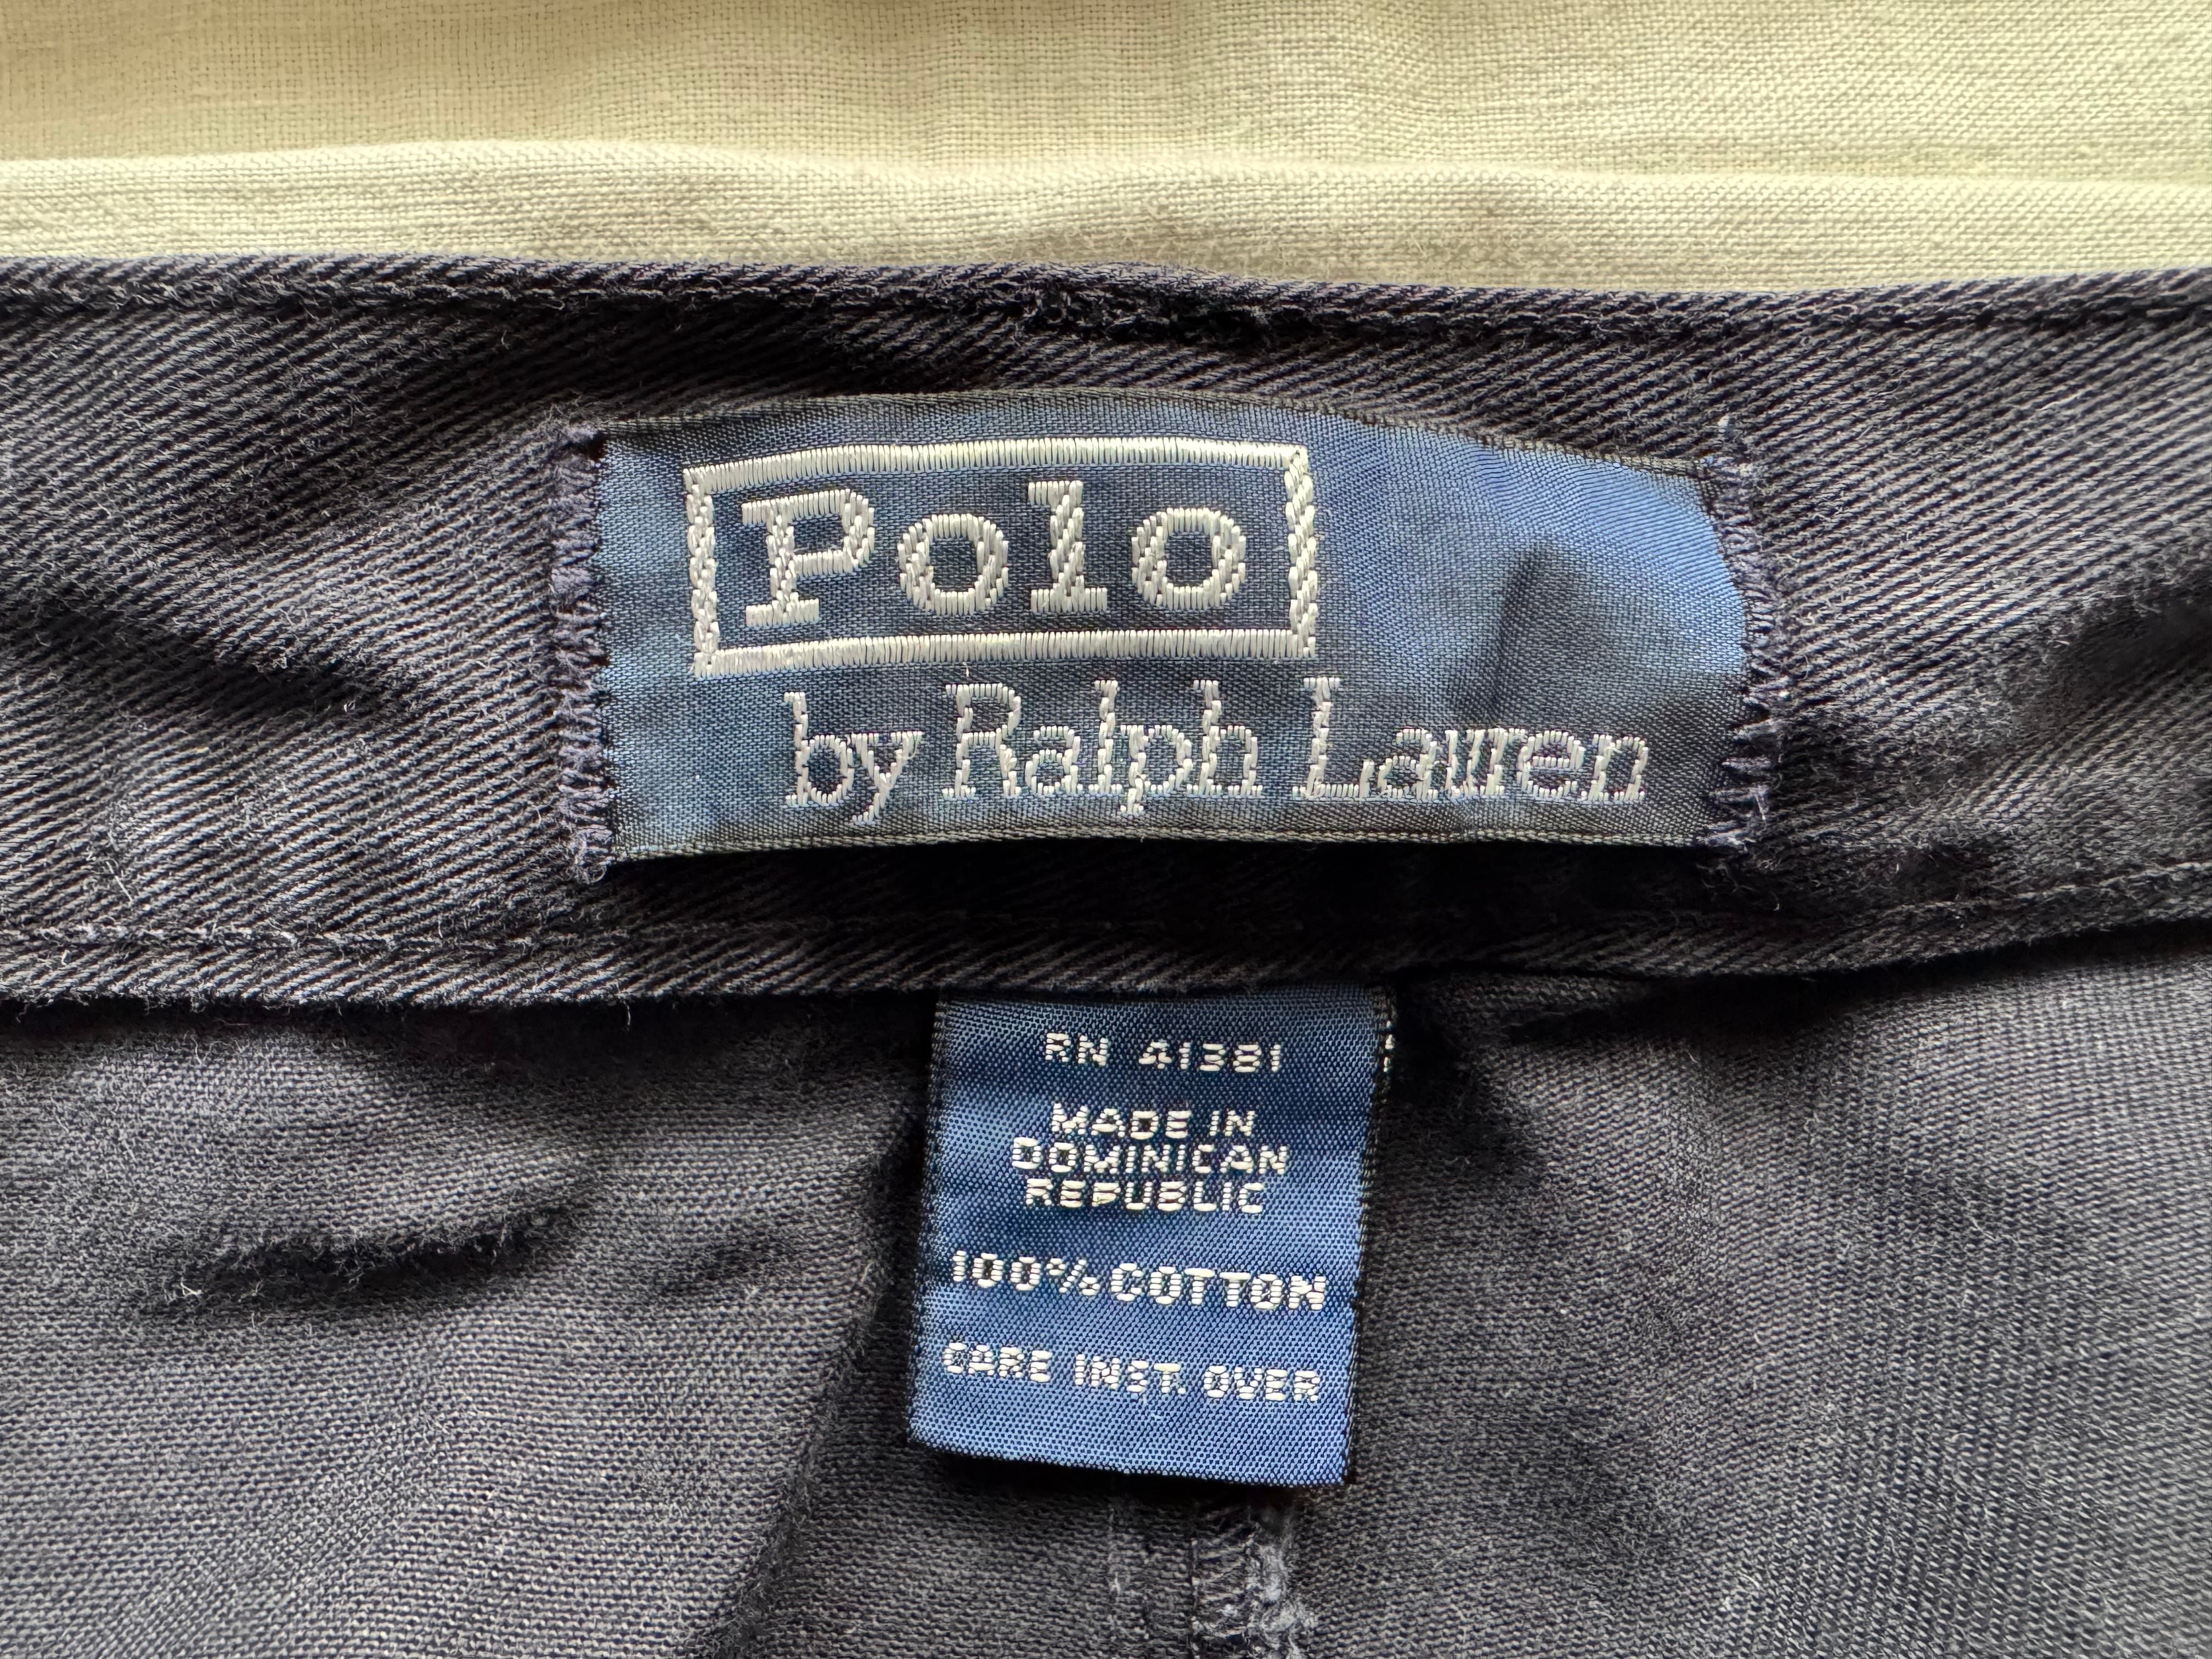 Polo
by Ralph Lauren
RN 41381
MADE IN
DOMINICAN
REPUBLIC
100% COTTON
CARE INST. OVER